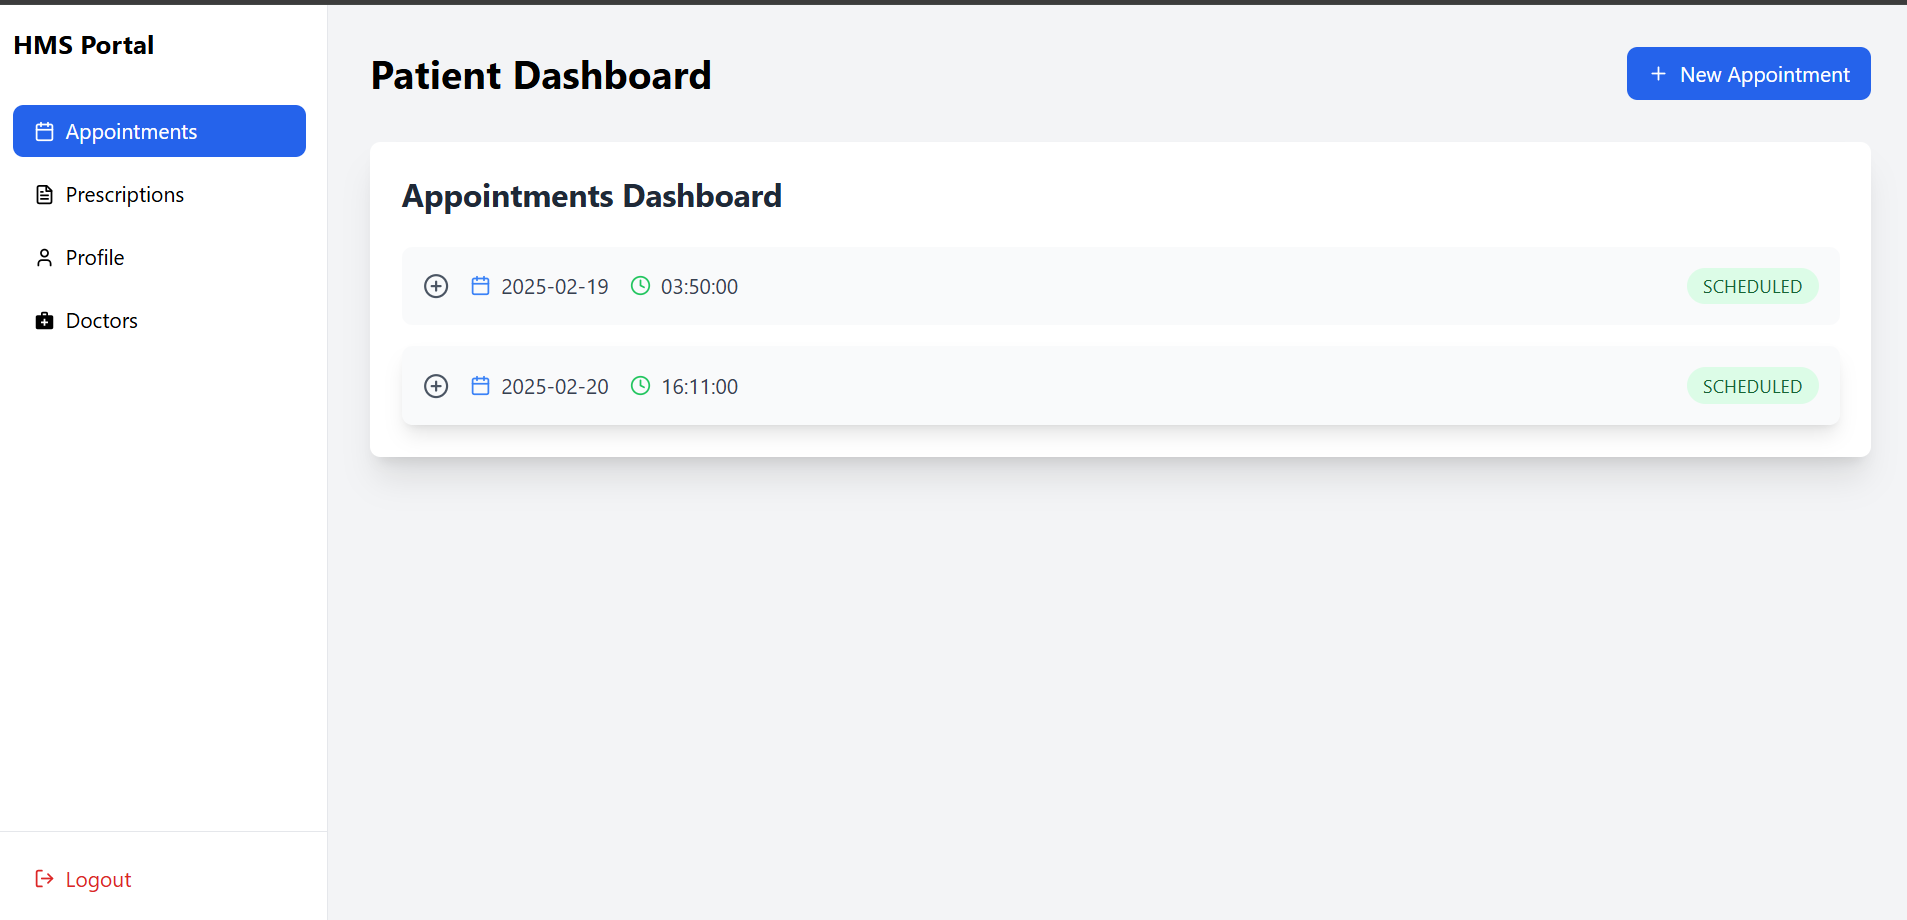 HMS Portal
Appointments
Prescriptions
Profile
Doctors
Logout
Patient Dashboard
New Appointment
Appointments Dashboard
2025-02-19 03:50:00 SCHEDULED
2025-02-20 16:11:00 SCHEDULED